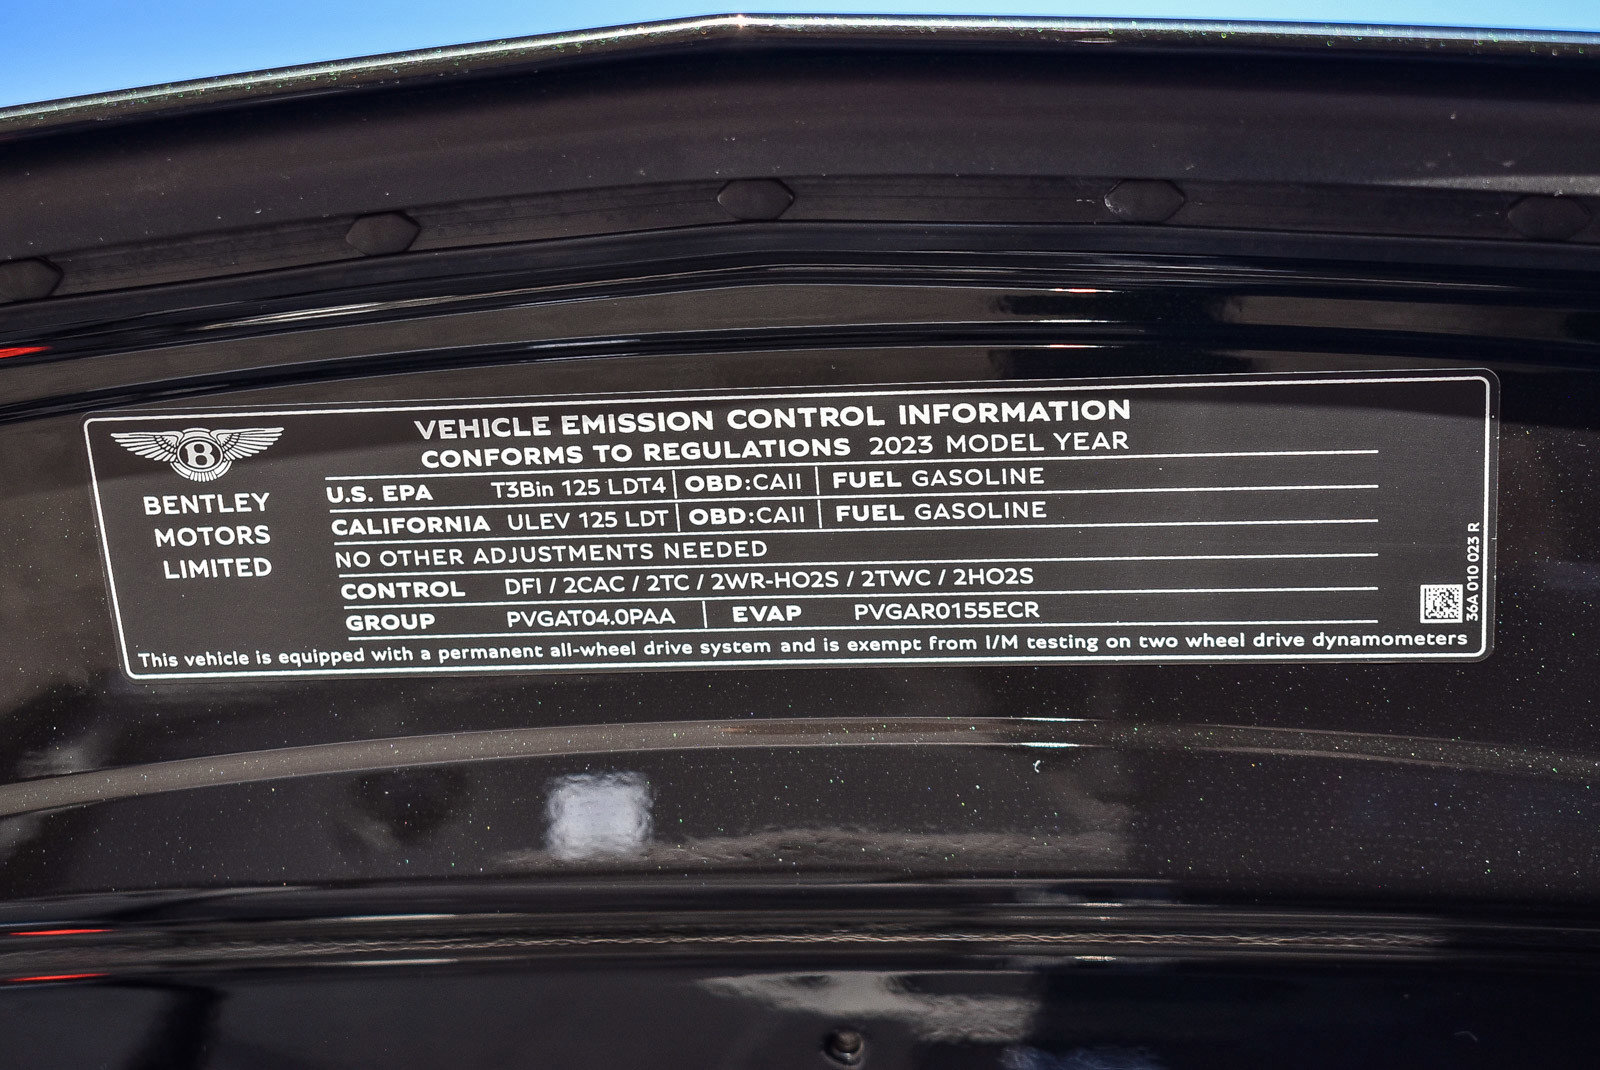 B
BENTLEY
MOTORS
LIMITED
VEHICLE EMISSION CONTROL INFORMATION
CONFORMS TO REGULATIONS 2023 MODEL YEAR
U.S. EPA T3Bin 125 LDT4 OBD:CAII FUEL GASOLINE
CALIFORNIA ULEV 125 LDT OBD:CAII FUEL GASOLINE
NO OTHER ADJUSTMENTS NEEDED
CONTROL DFI / 2CAC / 2TC / 2WR-HO2S / 2TWC / 2HO2S
GROUP PVGAT04.0PAA EVAP PVGAR0155ECR
This vehicle is equipped with a permanent all-wheel drive system and is exempt from I/M testing on two wheel drive dynamometers
36A 010 023 R